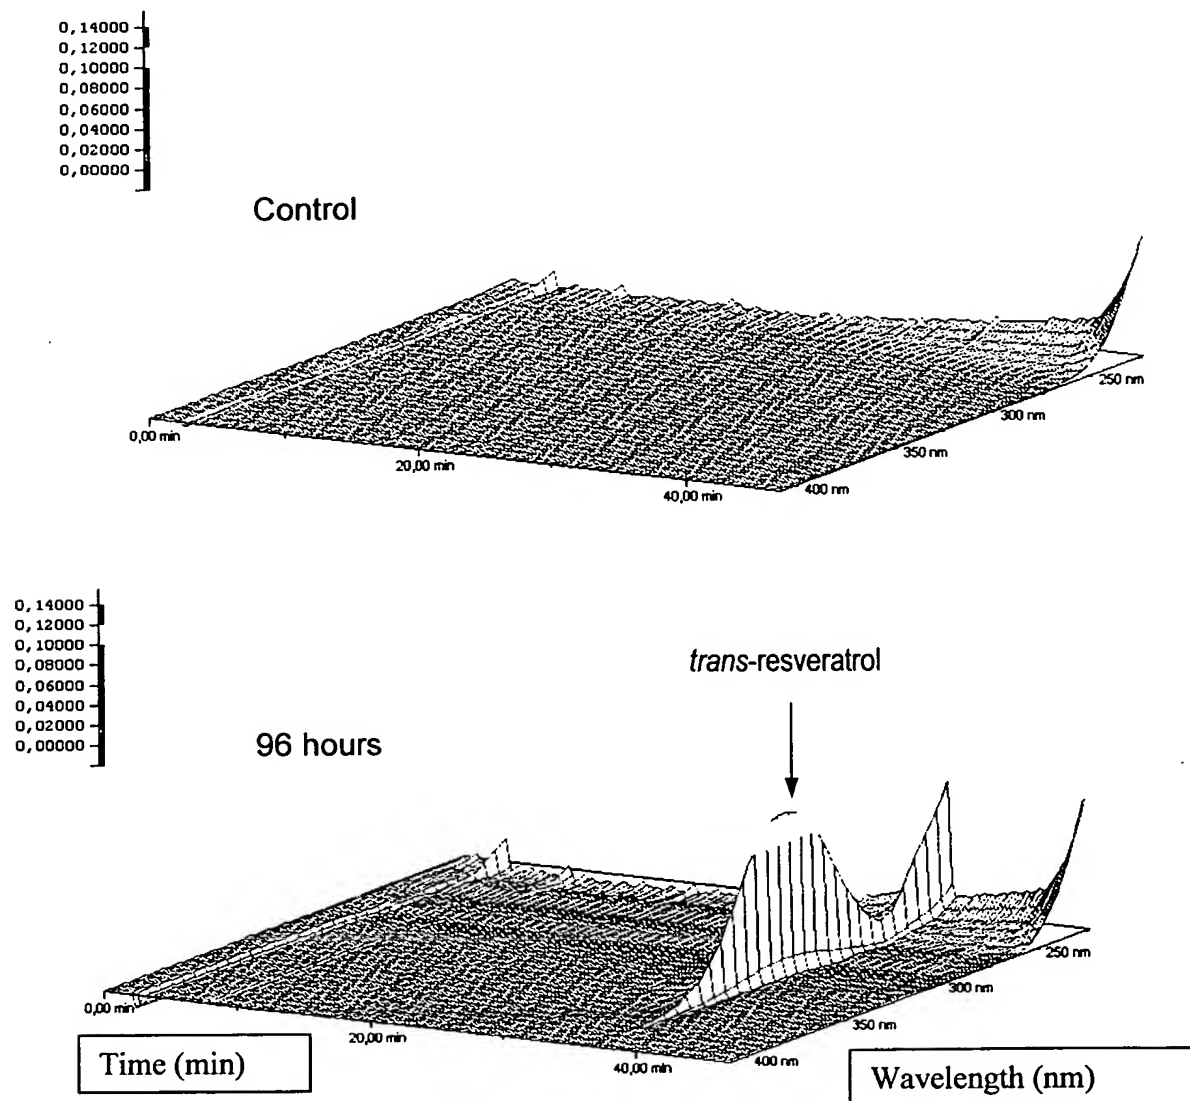 0,14000
0,12000
0,10000
0,08000
0,06000
0,04000
0,02000
0,00000
Control
250 nm
300 nm
350 nm
400 nm
0,00 min
20,00 min
40,00 min
0,14000
0,12000
0,10000
0,08000
0,06000
0,04000
0,02000
0,00000
trans-resveratrol
96 hours
250 nm
300 nm
350 nm
400 nm
0,00 min
20,00 min
40,00 min
Time (min)
Wavelength (nm)